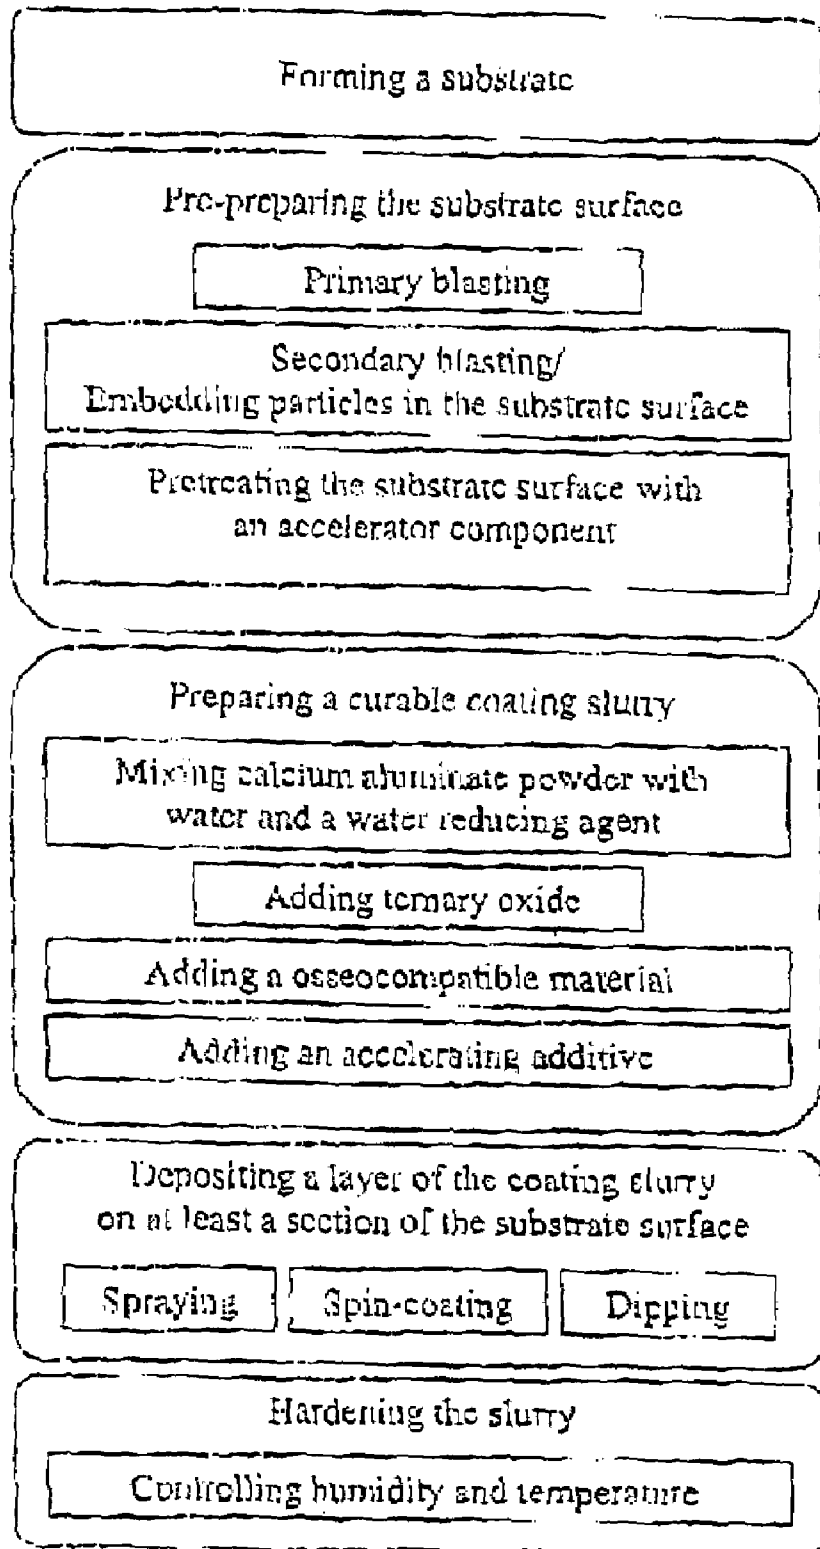 Forming a substrate
Pre-preparing the substrate surface
Primary blasting
Secondary blasting/
Embedding particles in the substrate surface
Pretreating the substrate surface with
an accelerator component
Preparing a curable coating slurry
Mixing calcium aluminate powder with
water and a water reducing agent
Adding ternary oxide
Adding a osseocompatible material
Adding an accelerating additive
Depositing a layer of the coating slurry
on at least a section of the substrate surface
Spraying
Spin-coating
Dipping
Hardening the slurry
Controlling humidity and temperature